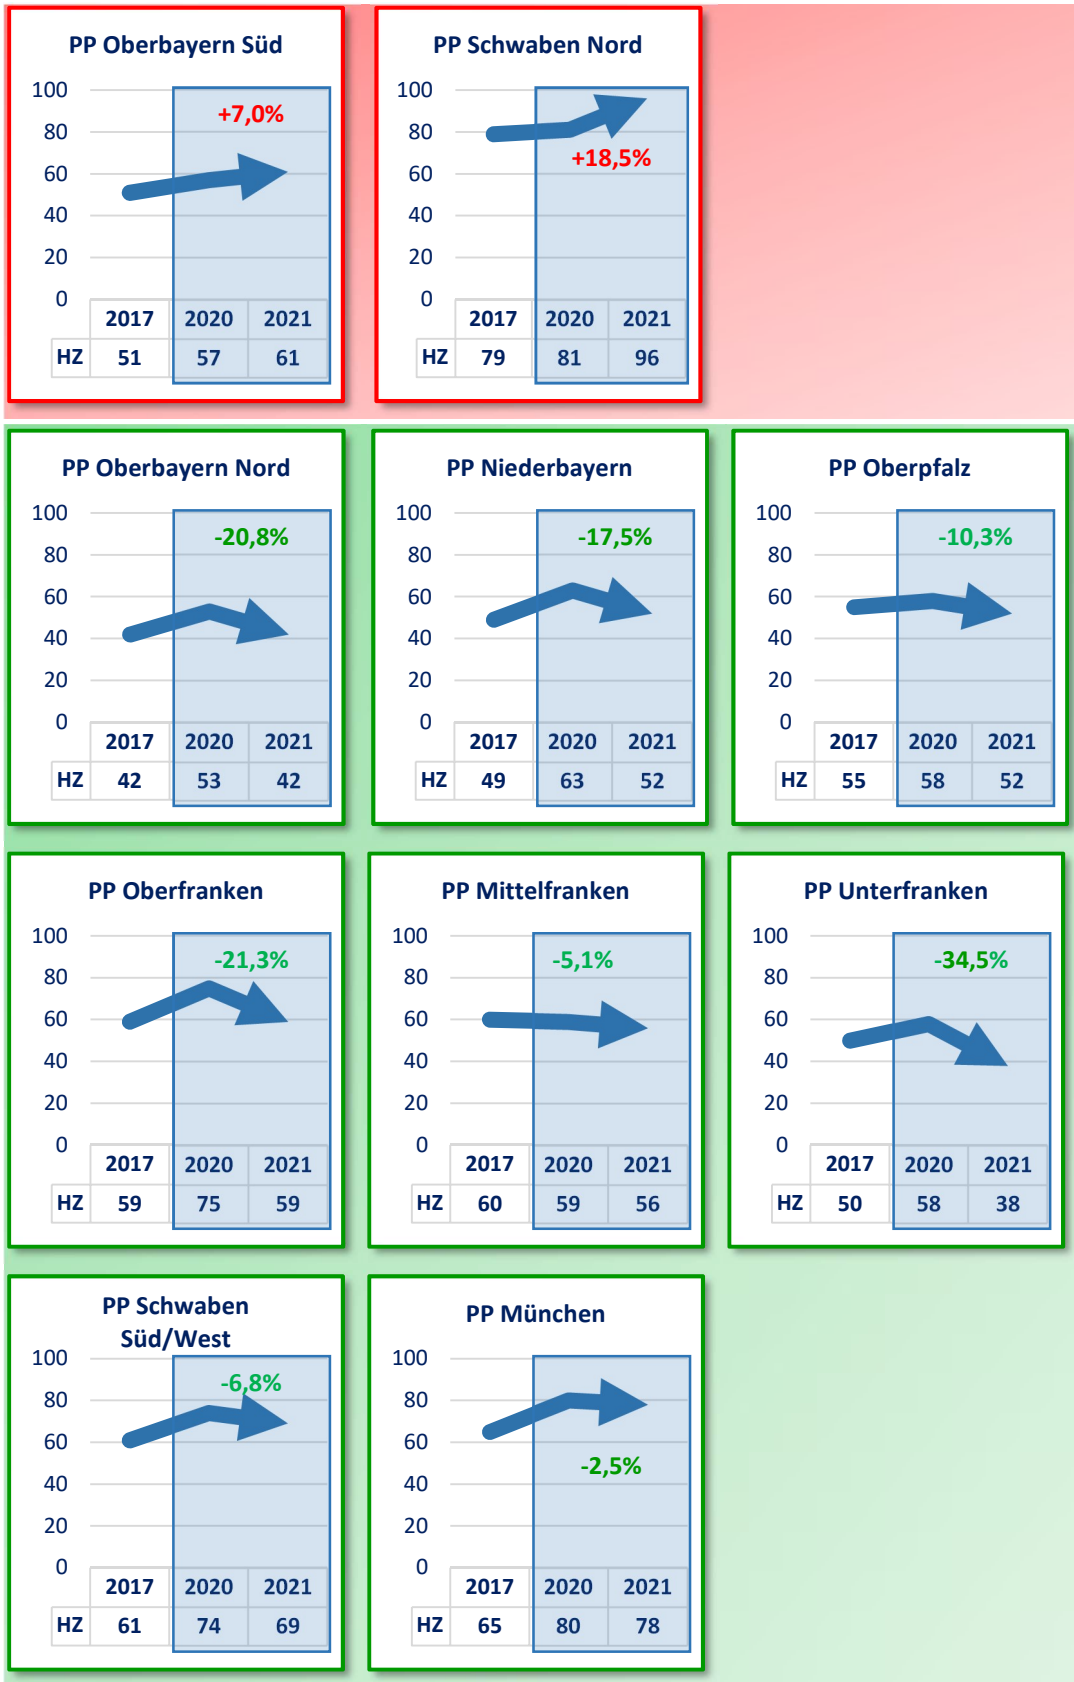 PP Oberbayern Süd
100
80
60
40
20
0
+7,0%
2017 2020 2021
HZ 51 57 61
PP Schwaben Nord
100
80
60
40
20
0
+18,5%
2017 2020 2021
HZ 79 81 96
PP Oberbayern Nord
100
80
60
40
20
0
-20,8%
2017 2020 2021
HZ 42 53 42
PP Niederbayern
100
80
60
40
20
0
-17,5%
2017 2020 2021
HZ 49 63 52
PP Oberpfalz
100
80
60
40
20
0
-10,3%
2017 2020 2021
HZ 55 58 52
PP Oberfranken
100
80
60
40
20
0
-21,3%
2017 2020 2021
HZ 59 75 59
PP Mittelfranken
100
80
60
40
20
0
-5,1%
2017 2020 2021
HZ 60 59 56
PP Unterfranken
100
80
60
40
20
0
-34,5%
2017 2020 2021
HZ 50 58 38
PP Schwaben
Süd/West
100
80
60
40
20
0
-6,8%
2017 2020 2021
HZ 61 74 69
PP München
100
80
60
40
20
0
-2,5%
2017 2020 2021
HZ 65 80 78